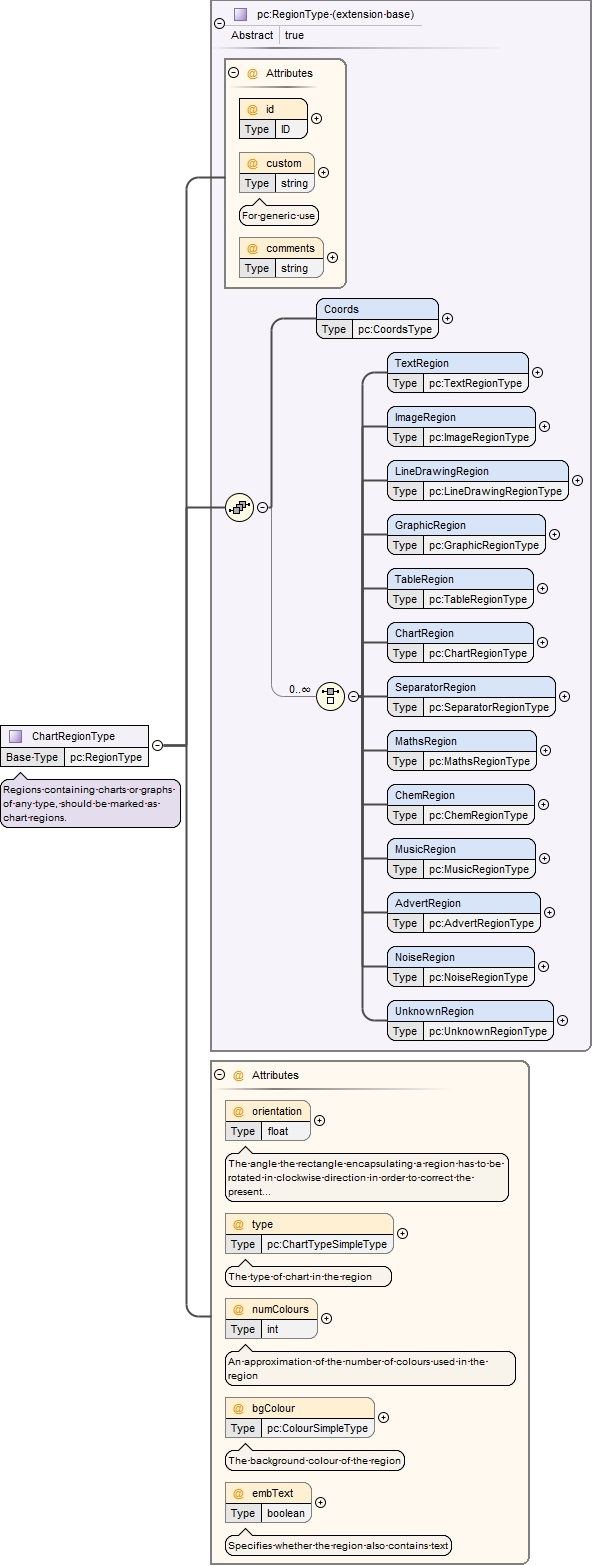 pc:RegionType (extension base)
Abstract true
@ Attributes
@ id
Type ID
@ custom
Type string
For generic use
@ comments
Type string
Coords
Type pc:CoordsType
TextRegion
Type pc:TextRegionType
ImageRegion
Type pc:ImageRegionType
LineDrawingRegion
Type pc:LineDrawingRegionType
GraphicRegion
Type pc:GraphicRegionType
TableRegion
Type pc:TableRegionType
ChartRegion
Type pc:ChartRegionType
0..∞
SeparatorRegion
Type pc:SeparatorRegionType
MathsRegion
Type pc:MathsRegionType
ChemRegion
Type pc:ChemRegionType
MusicRegion
Type pc:MusicRegionType
AdvertRegion
Type pc:AdvertRegionType
NoiseRegion
Type pc:NoiseRegionType
UnknownRegion
Type pc:UnknownRegionType
ChartRegionType
Base Type pc:RegionType
Regions containing charts or graphs
of any type, should be marked as
chart regions.
@ Attributes
@ orientation
Type float
The angle the rectangle encapsulating a region has to be
rotated in clockwise direction in order to correct the
present...
@ type
Type pc:ChartTypeSimpleType
The type of chart in the region
@ numColours
Type int
An approximation of the number of colours used in the
region
@ bgColour
Type pc:ColourSimpleType
The background colour of the region
@ embText
Type boolean
Specifies whether the region also contains text